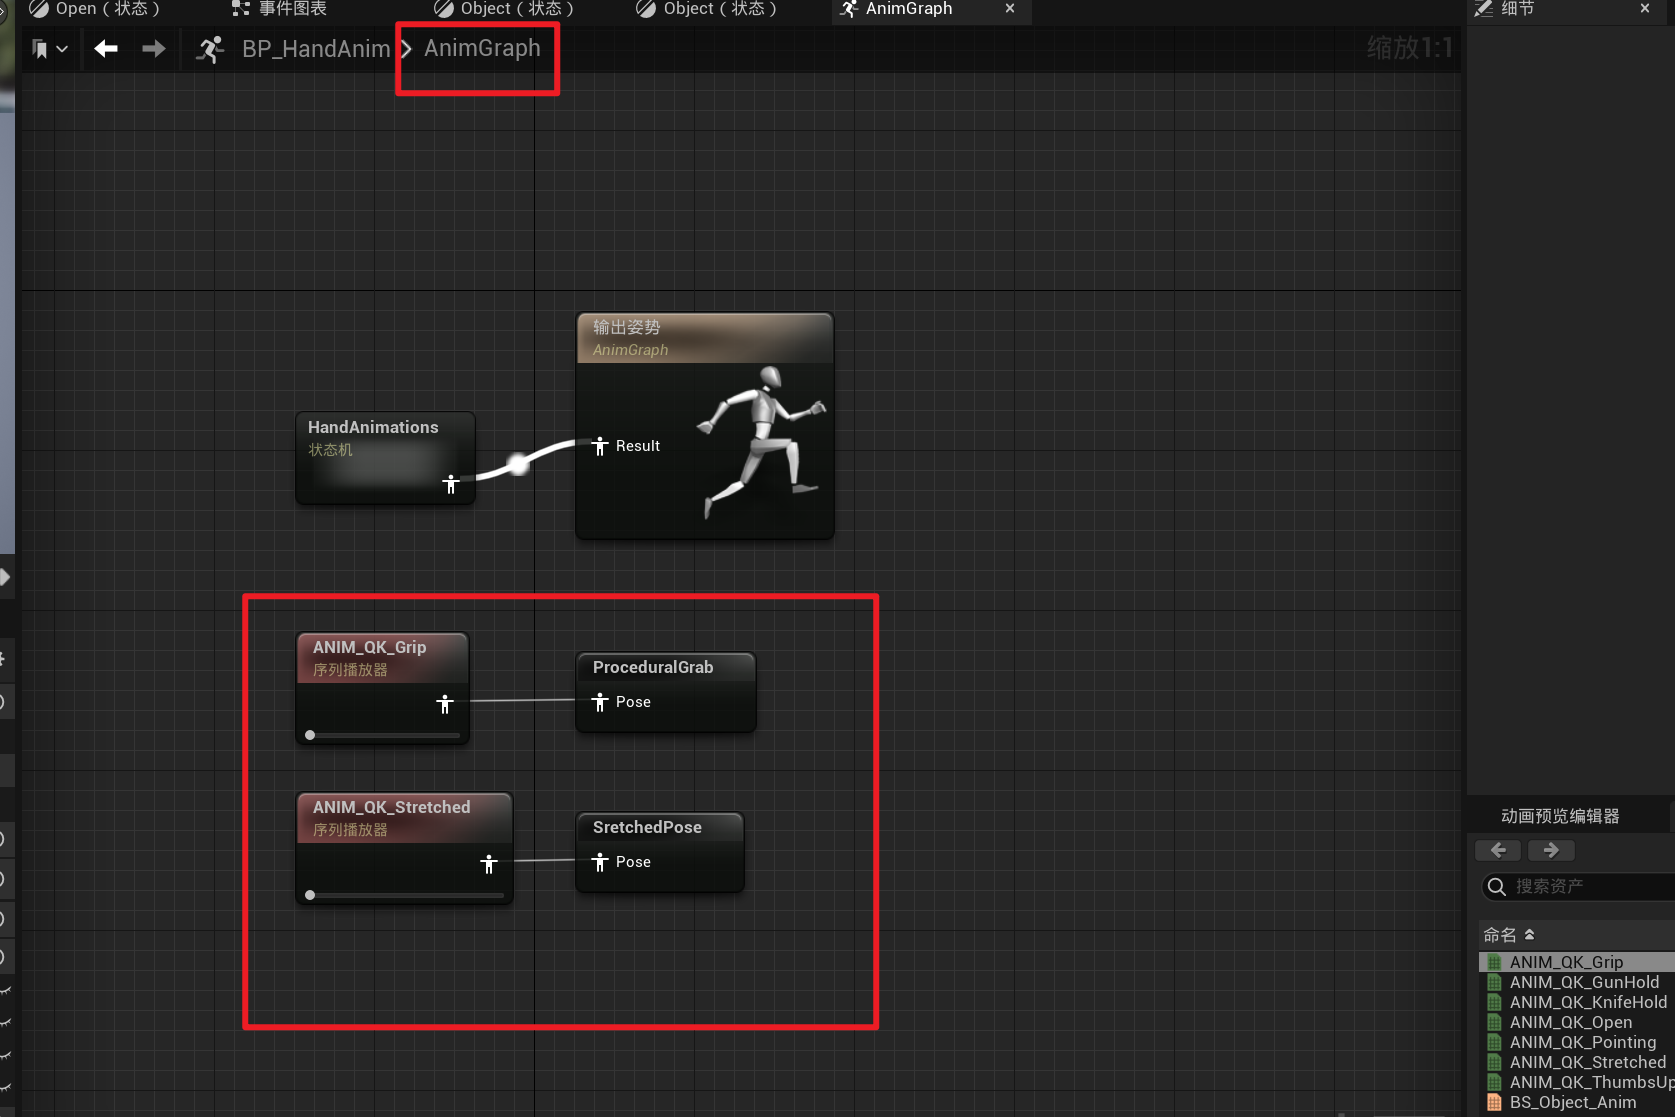 Open（状态）
事件图表
Object（状态）
Object（状态）
AnimGraph
细节
BP_HandAnim
AnimGraph
缩放1:1
输出姿势
AnimGraph
HandAnimations
状态机
Result
ANIM_QK_Grip
序列播放器
ProceduralGrab
Pose
ANIM_QK_Stretched
序列播放器
SretchedPose
Pose
动画预览编辑器
搜索资产
命名
ANIM_QK_Grip
ANIM_QK_GunHold
ANIM_QK_KnifeHold
ANIM_QK_Open
ANIM_QK_Pointing
ANIM_QK_Stretched
ANIM_QK_ThumbsUp
BS_Object_Anim